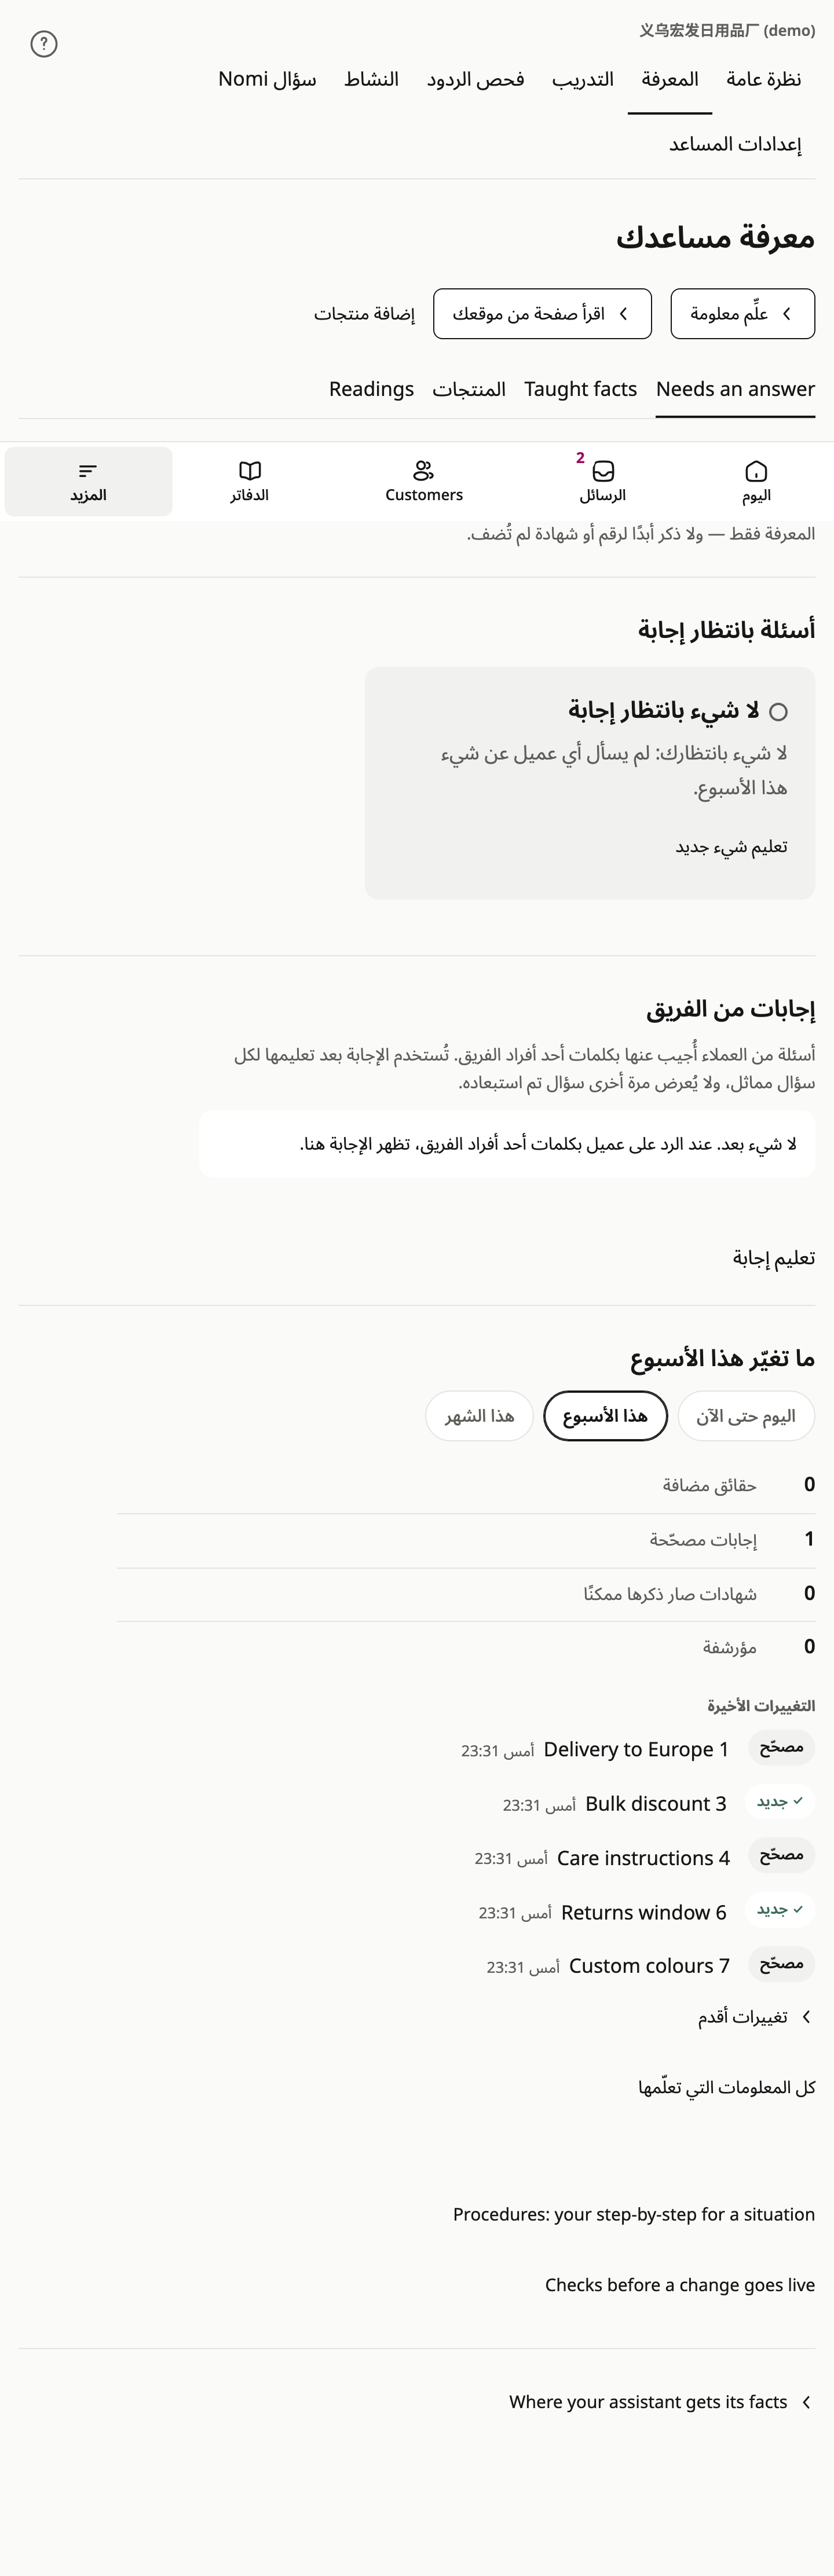 义乌宏发日用品厂 (demo)
نظرة عامة
المعرفة
التدريب
فحص الردود
النشاط
سؤال Nomi
إعدادات المساعد
معرفة مساعدك
علِّم معلومة
اقرأ صفحة من موقعك
إضافة منتجات
Needs an answer
Taught facts
المنتجات
Readings
اليوم
2
الرسائل
Customers
الدفاتر
المزيد
المعرفة فقط — ولا ذكر أبدًا لرقم أو شهادة لم تُضف.
أسئلة بانتظار إجابة
لا شيء بانتظار إجابة
لا شيء بانتظارك: لم يسأل أي عميل عن شيء
هذا الأسبوع.
تعليم شيء جديد
إجابات من الفريق
أسئلة من العملاء أُجيب عنها بكلمات أحد أفراد الفريق. تُستخدم الإجابة بعد تعليمها لكل
سؤال مماثل، ولا يُعرض مرة أخرى سؤال تم استبعاده.
لا شيء بعد. عند الرد على عميل بكلمات أحد أفراد الفريق، تظهر الإجابة هنا.
تعليم إجابة
ما تغيّر هذا الأسبوع
اليوم حتى الآن
هذا الأسبوع
هذا الشهر
0 حقائق مضافة
1 إجابات مصحّحة
0 شهادات صار ذكرها ممكنًا
0 مؤرشفة
التغييرات الأخيرة
مصحّح Delivery to Europe 1 أمس 23:31
جديد Bulk discount 3 أمس 23:31
مصحّح Care instructions 4 أمس 23:31
جديد Returns window 6 أمس 23:31
مصحّح Custom colours 7 أمس 23:31
تغييرات أقدم
كل المعلومات التي تعلّمها
Procedures: your step-by-step for a situation
Checks before a change goes live
Where your assistant gets its facts